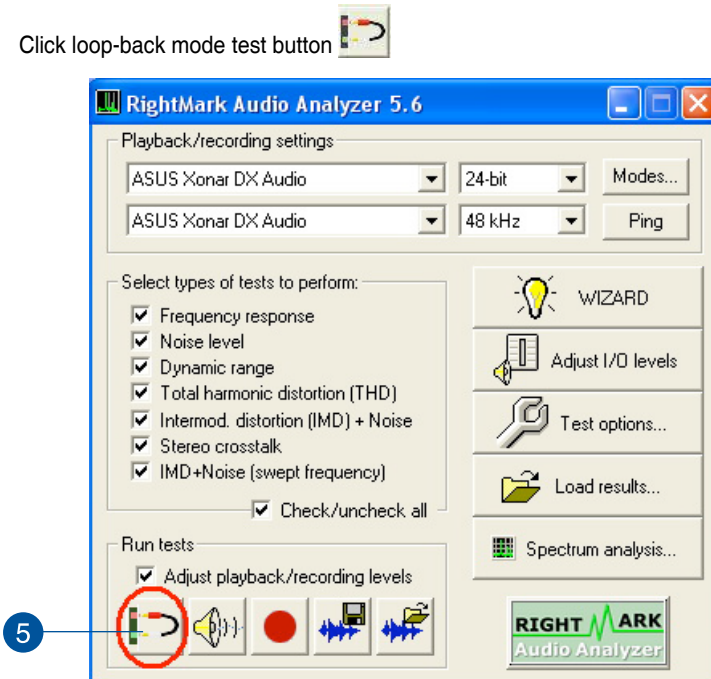 Click loop-back mode test button
RightMark Audio Analyzer 5.6
Playback/recording settings
ASUS Xonar DX Audio 24-bit Modes...
ASUS Xonar DX Audio 48 kHz Ping
Select types of tests to perform:
Frequency response
Noise level
Dynamic range
Total harmonic distortion (THD)
Intermod. distortion (IMD) + Noise
Stereo crosstalk
IMD+Noise (swept frequency)
Check/uncheck all
WIZARD
Adjust I/O levels
Test options...
Load results...
Spectrum analysis...
Run tests
Adjust playback/recording levels
5
RIGHT MARK
Audio Analyzer